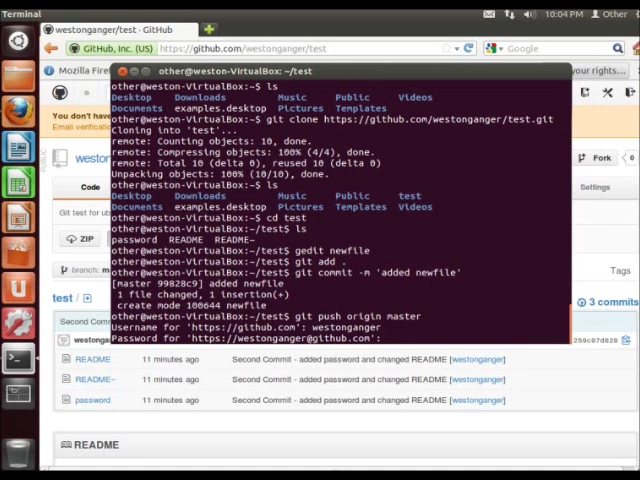 Terminal
10:04 PM Other
westonganger/test · GitHub
GitHub, Inc. (US) https://github.com/westonganger/test
Google
other@weston-VirtualBox: ~/test
Mozilla Firef
your rights...
You don't have
Email verification
PUBLIC
weston
Fork
Code
Settings
Git test for ub
ZIP
branch: mas
Tags
test /
3 commits
Second Com
westonga
259c07d828
other@weston-VirtualBox:~$ ls
Desktop Downloads Music Public Videos
Documents examples.desktop Pictures Templates
other@weston-VirtualBox:~$ git clone https://github.com/westonganger/test.git
Cloning into 'test'...
remote: Counting objects: 10, done.
remote: Compressing objects: 100% (4/4), done.
remote: Total 10 (delta 0), reused 10 (delta 0)
Unpacking objects: 100% (10/10), done.
other@weston-VirtualBox:~$ ls
Desktop Downloads Music Public test
Documents examples.desktop Pictures Templates Videos
other@weston-VirtualBox:~$ cd test
other@weston-VirtualBox:~/test$ ls
password README README~
other@weston-VirtualBox:~/test$ gedit newfile
other@weston-VirtualBox:~/test$ git add .
other@weston-VirtualBox:~/test$ git commit -m 'added newfile'
[master 99828c9] added newfile
1 file changed, 1 insertion(+)
create mode 100644 newfile
other@weston-VirtualBox:~/test$ git push origin master
Username for 'https://github.com': westonganger
Password for 'https://westonganger@github.com':
README 11 minutes ago Second Commit - added password and changed README [westonganger]
README~ 11 minutes ago Second Commit - added password and changed README [westonganger]
password 11 minutes ago Second Commit - added password and changed README [westonganger]
README